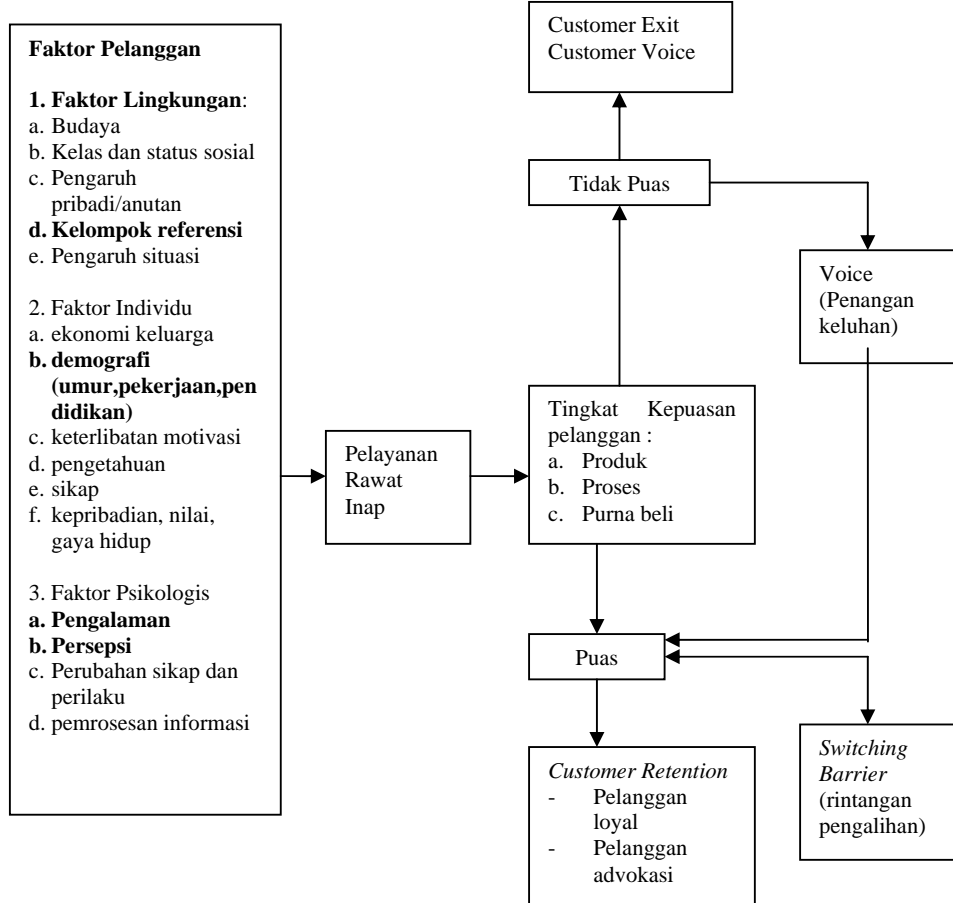 Faktor Pelanggan
1. Faktor Lingkungan:
a. Budaya
b. Kelas dan status sosial
c. Pengaruh
pribadi/anutan
d. Kelompok referensi
e. Pengaruh situasi
2. Faktor Individu
a. ekonomi keluarga
b. demografi
(umur,pekerjaan,pen
didikan)
c. keterlibatan motivasi
d. pengetahuan
e. sikap
f. kepribadian, nilai,
gaya hidup
3. Faktor Psikologis
a. Pengalaman
b. Persepsi
c. Perubahan sikap dan
perilaku
d. pemrosesan informasi
Pelayanan
Rawat
Inap
Customer Exit
Customer Voice
Tidak Puas
Voice
(Penangan
keluhan)
Tingkat Kepuasan
pelanggan :
a. Produk
b. Proses
c. Purna beli
Puas
Customer Retention
- Pelanggan
loyal
- Pelanggan
advokasi
Switching
Barrier
(rintangan
pengalihan)